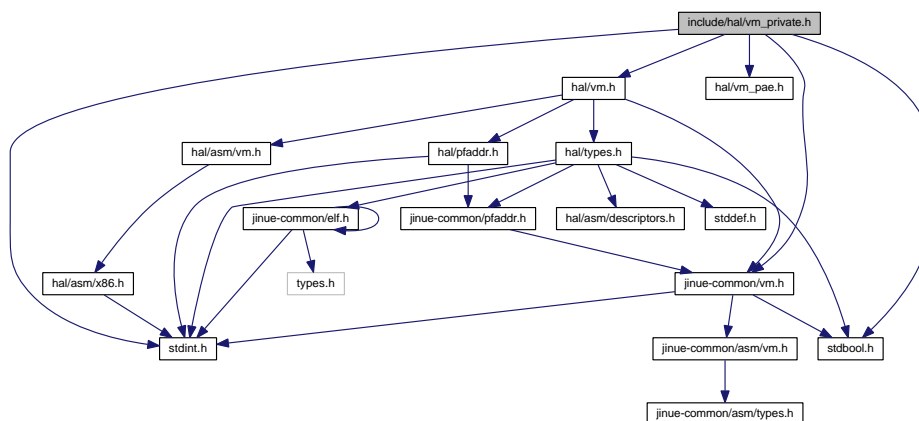 include/hal/vm_private.h
hal/vm.h
hal/vm_pae.h
hal/asm/vm.h
hal/pfaddr.h
hal/types.h
jinue-common/elf.h
jinue-common/pfaddr.h
hal/asm/descriptors.h
stddef.h
hal/asm/x86.h
types.h
jinue-common/vm.h
stdint.h
jinue-common/asm/vm.h
stdbool.h
jinue-common/asm/types.h